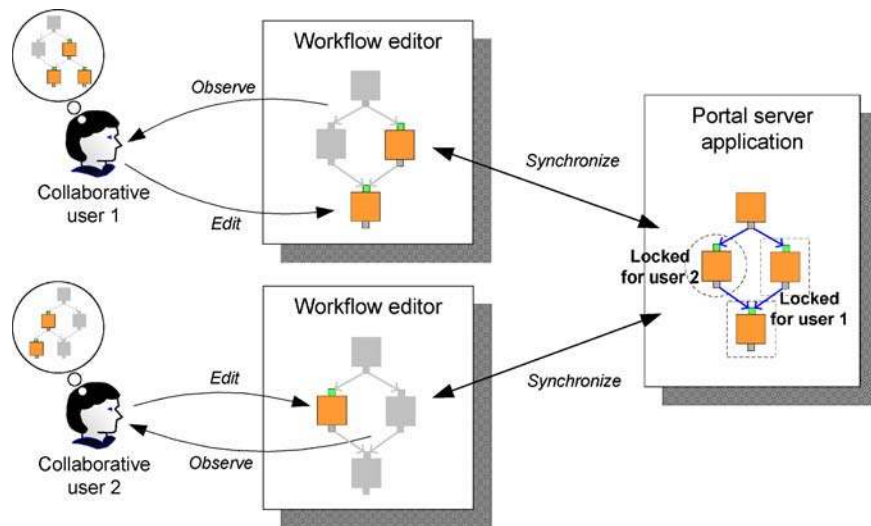 Workflow editor
Observe
Edit
Collaborative
user 1
Synchronize
Portal server
application
Locked
for user 2
Locked
for user 1
Workflow editor
Edit
Observe
Collaborative
user 2
Synchronize